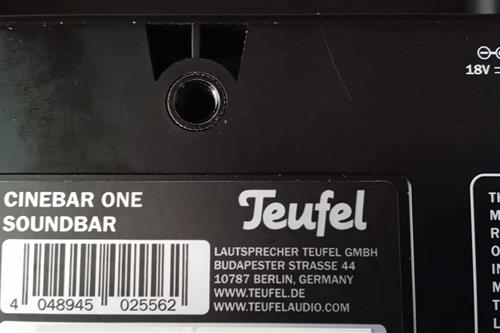 18V
CINEBAR ONE
SOUNDBAR
Teufel
LAUTSPRECHER TEUFEL GMBH
BUDAPESTER STRASSE 44
10787 BERLIN, GERMANY
WWW.TEUFEL.DE
WWW.TEUFELAUDIO.COM
4 048945 025562